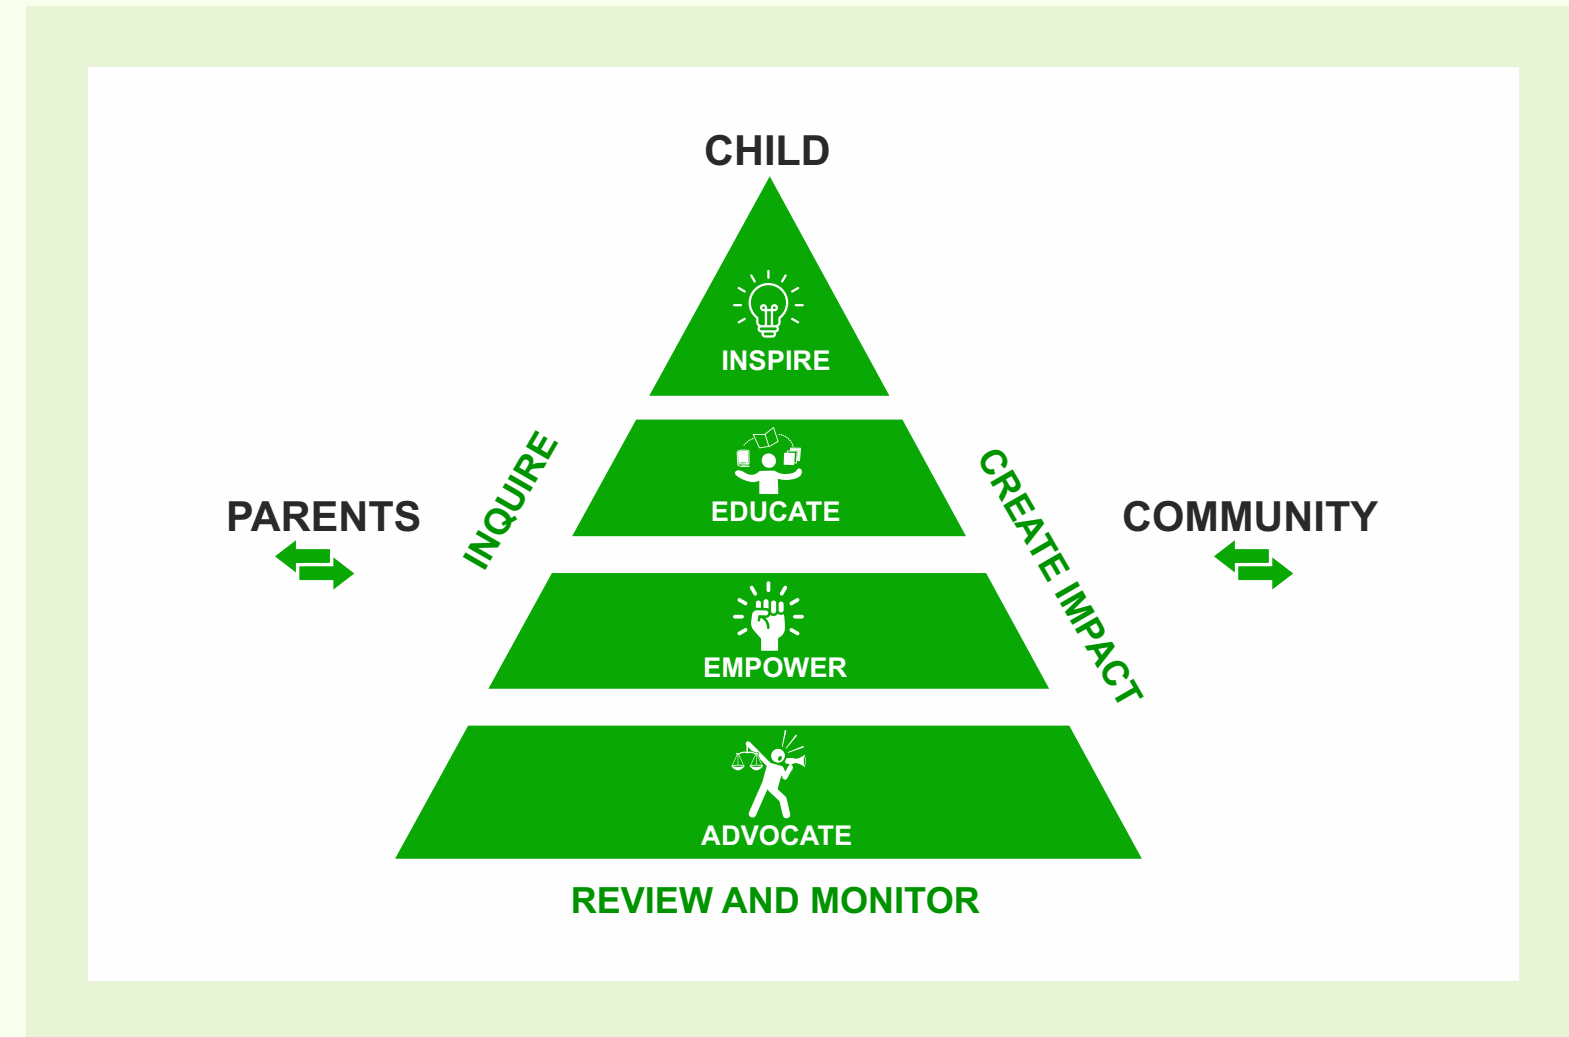 CHILD
INSPIRE
INQUIRE
EDUCATE
CREATE IMPACT
PARENTS
COMMUNITY
EMPOWER
ADVOCATE
REVIEW AND MONITOR